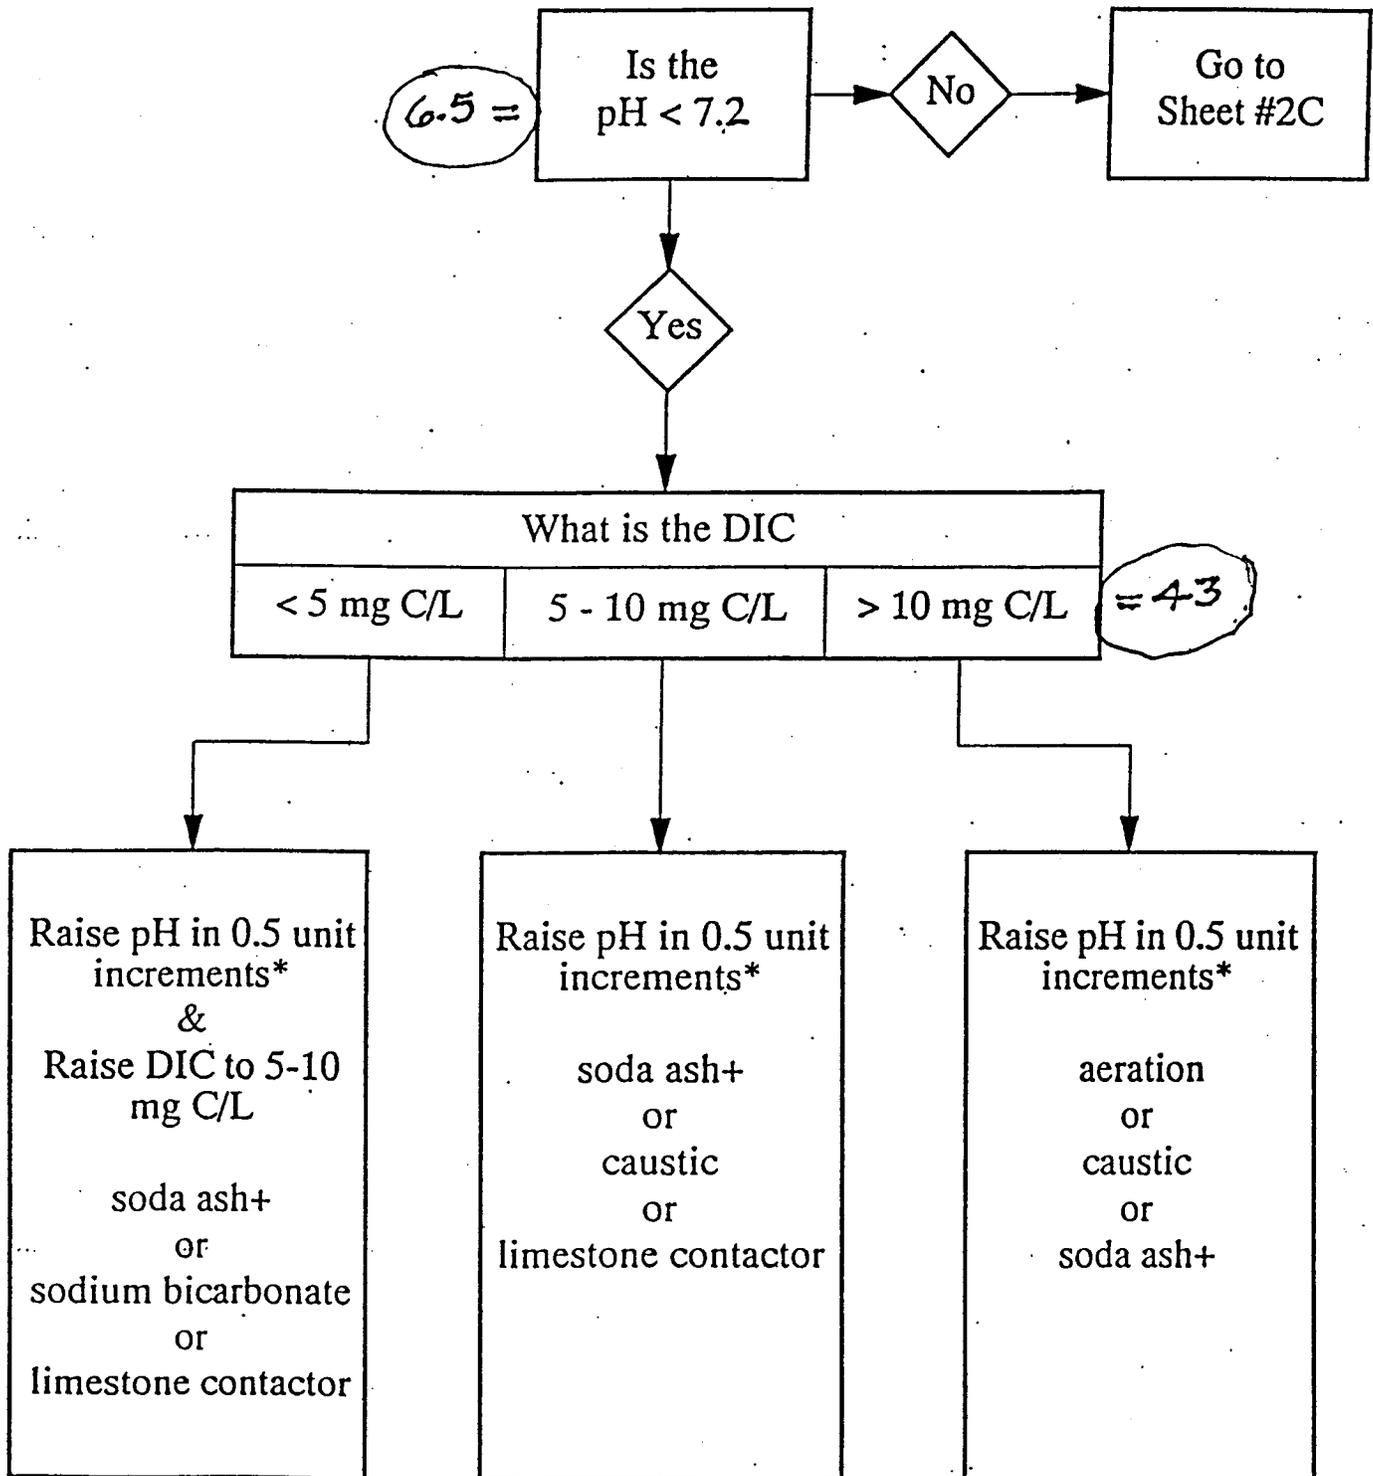 6.5 =
Is the
pH < 7.2
No
Go to
Sheet #2C
Yes
What is the DIC
< 5 mg C/L
5 - 10 mg C/L
> 10 mg C/L
= 43
Raise pH in 0.5 unit
increments*
&
Raise DIC to 5-10
mg C/L
soda ash+
or
sodium bicarbonate
or
limestone contactor
Raise pH in 0.5 unit
increments*
soda ash+
or
caustic
or
limestone contactor
Raise pH in 0.5 unit
increments*
aeration
or
caustic
or
soda ash+